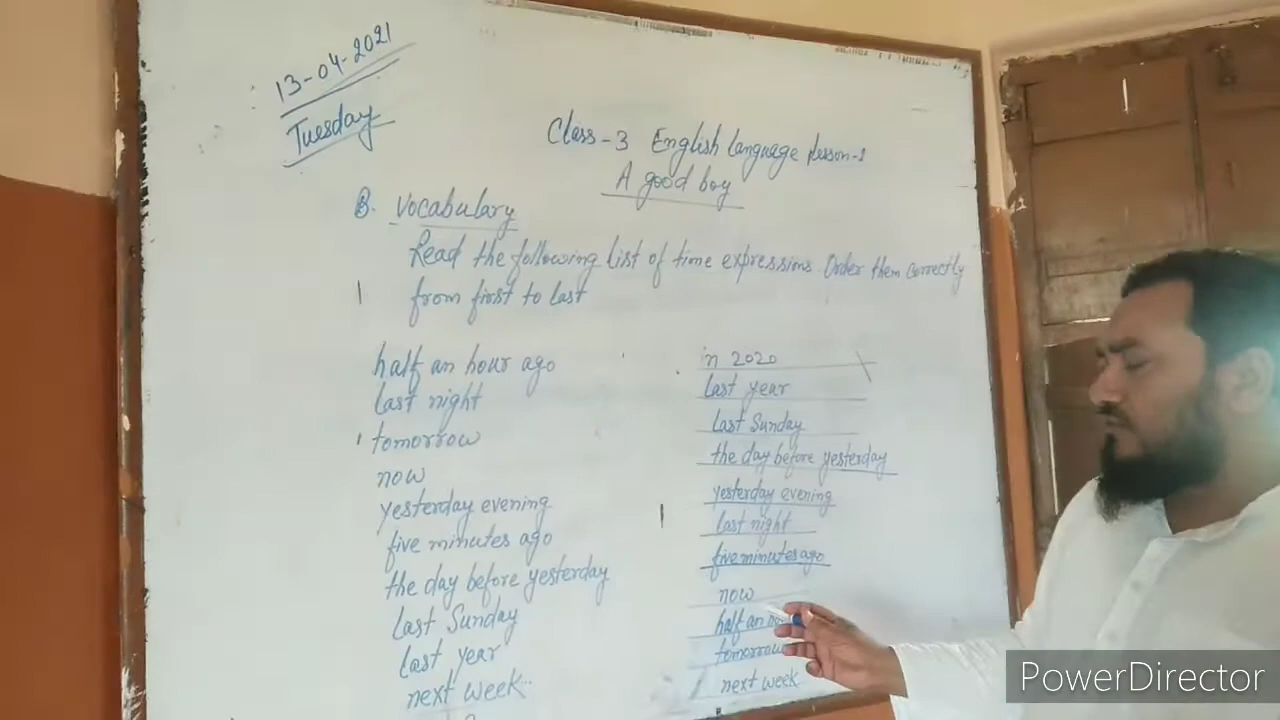 13-04-2021
Tuesday
Class-3 English language lesson-1
A good boy
B. Vocabulary
Read the following list of time expressions. Order them correctly
from first to last
half an hour ago
last night
tomorrow
now
yesterday evening
five minutes ago
the day before yesterday
Last Sunday
last year
next week
in 2020
last year
last Sunday
the day before yesterday
yesterday evening
last night
five minutes ago
now
half an
tomorrow
next week
PowerDirector